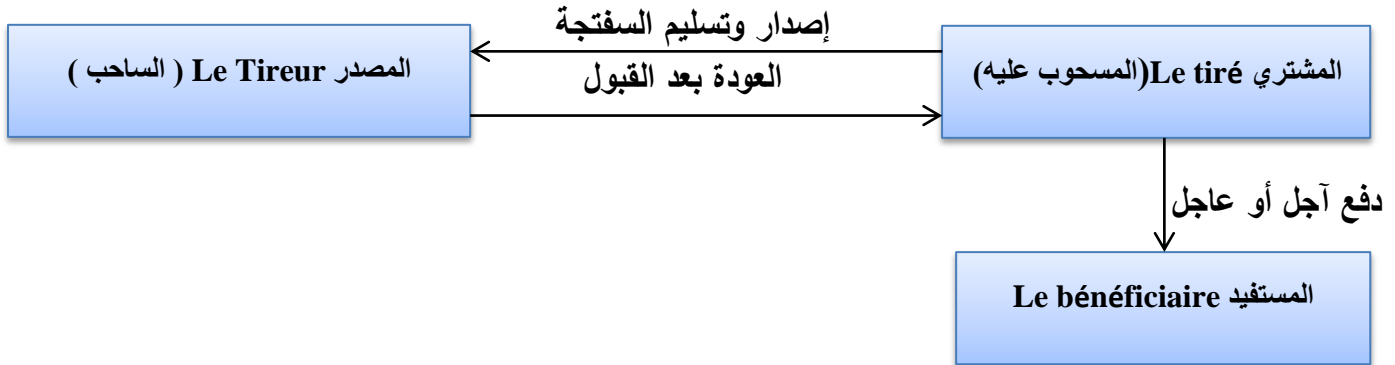 إصدار وتسليم السفتجة
المشتري Le tiré(المسحوب عليه)
المصدر Le Tireur ( الساحب )
العودة بعد القبول
دفع آجل أو عاجل
المستفيد Le bénéficiaire